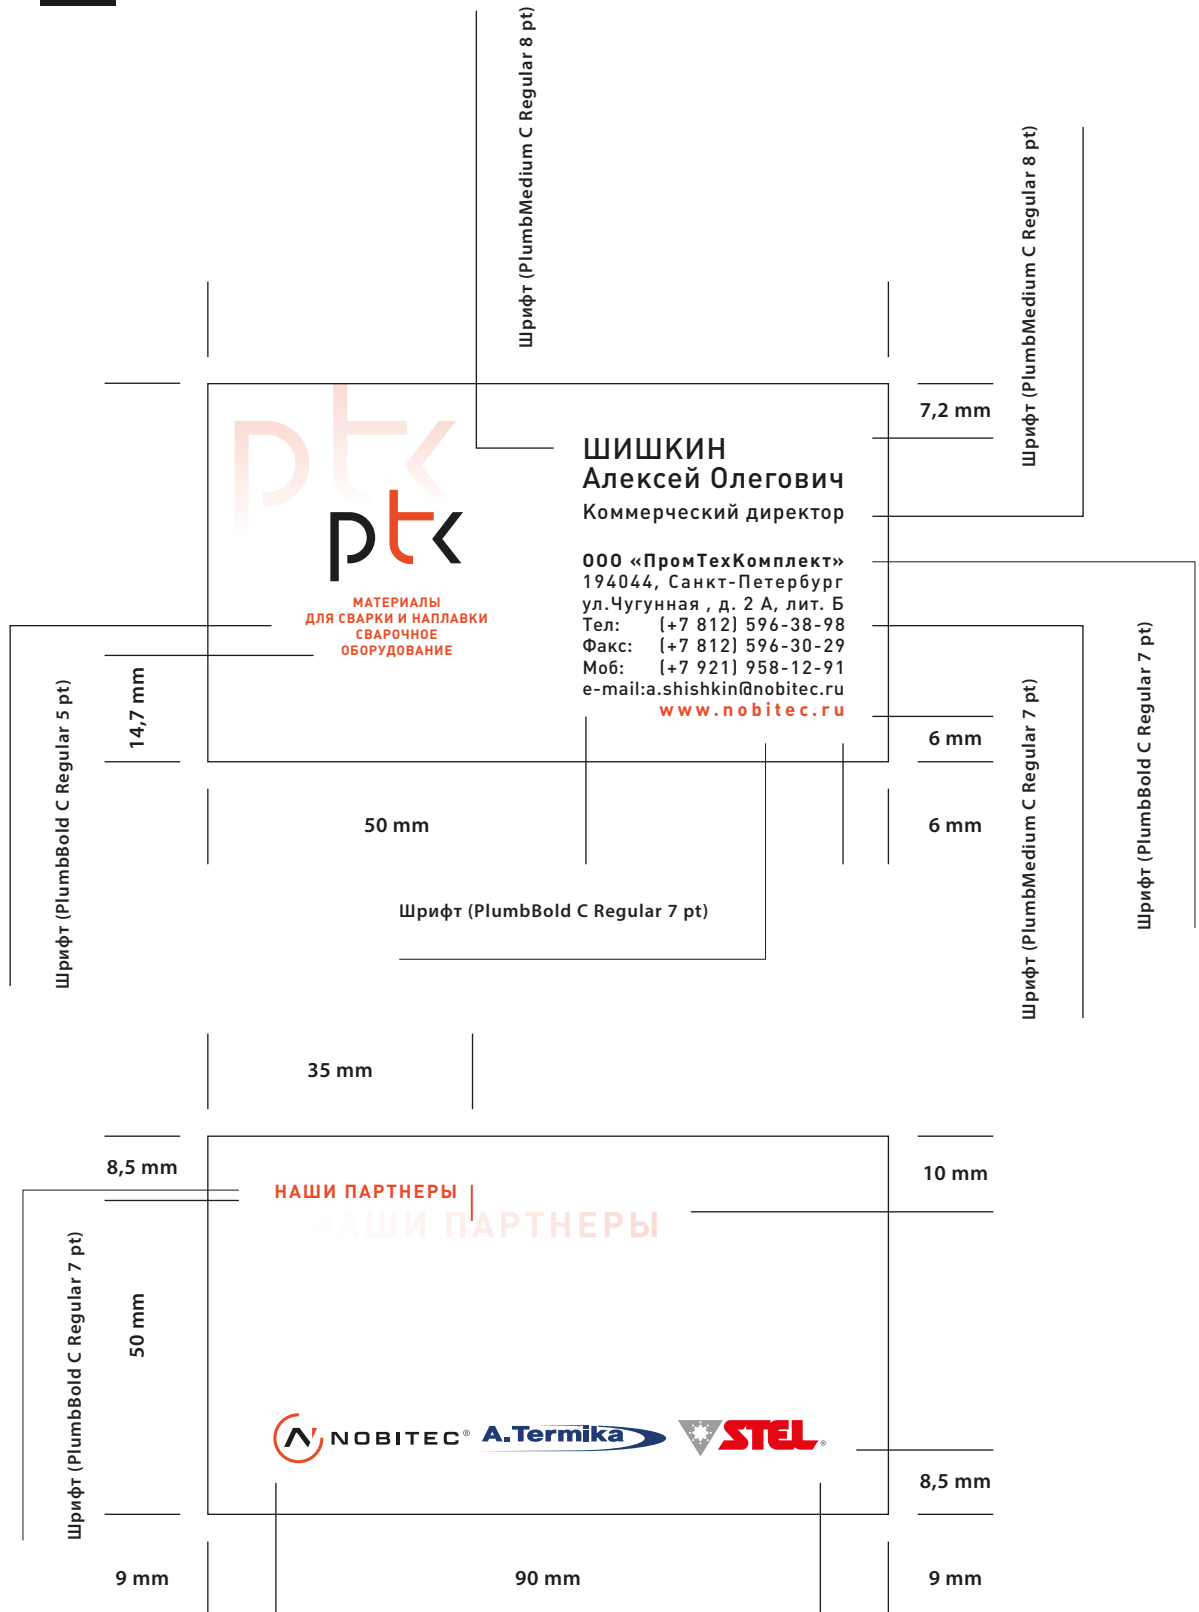 Шрифт (PlumbMedium C Regular 8 pt)
Шрифт (PlumbMedium C Regular 8 pt)
7,2 mm
ptk
ptk
МАТЕРИАЛЫ
ДЛЯ СВАРКИ И НАПЛАВКИ
СВАРОЧНОЕ
ОБОРУДОВАНИЕ
ШИШКИН
Алексей Олегович
Коммерческий директор
ООО «ПромТехКомплект»
194044, Санкт-Петербург
ул.Чугунная , д. 2 А, лит. Б
Тел: (+7 812) 596-38-98
Факс: (+7 812) 596-30-29
Моб: (+7 921) 958-12-91
e-mail:a.shishkin@nobitec.ru
www.nobitec.ru
Шрифт (PlumbBold C Regular 5 pt)
14,7 mm
6 mm
50 mm
6 mm
Шрифт (PlumbMedium C Regular 7 pt)
Шрифт (PlumbBold C Regular 7 pt)
Шрифт (PlumbBold C Regular 7 pt)
35 mm
8,5 mm
10 mm
НАШИ ПАРТНЕРЫ
НАШИ ПАРТНЕРЫ
Шрифт (PlumbBold C Regular 7 pt)
50 mm
NOBITEC®
A.Termika
STEL®
8,5 mm
9 mm
90 mm
9 mm